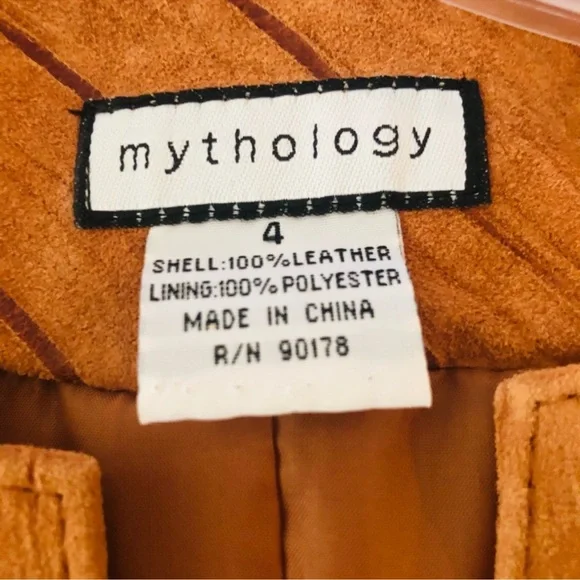 mythology
4
SHELL:100%LEATHER
LINING:100%POLYESTER
MADE IN CHINA
R/N 90178